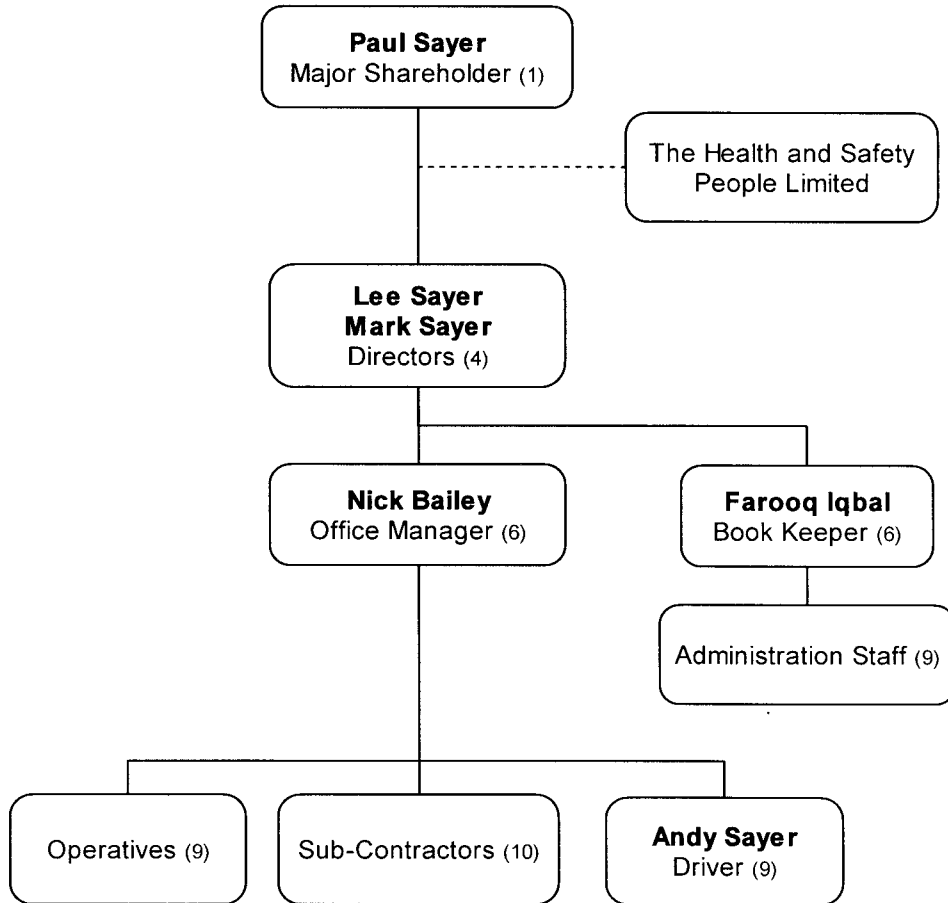 Paul Sayer
Major Shareholder (1)
The Health and Safety
People Limited
Lee Sayer
Mark Sayer
Directors (4)
Nick Bailey
Office Manager (6)
Farooq Iqbal
Book Keeper (6)
Administration Staff (9)
Operatives (9)
Sub-Contractors (10)
Andy Sayer
Driver (9)